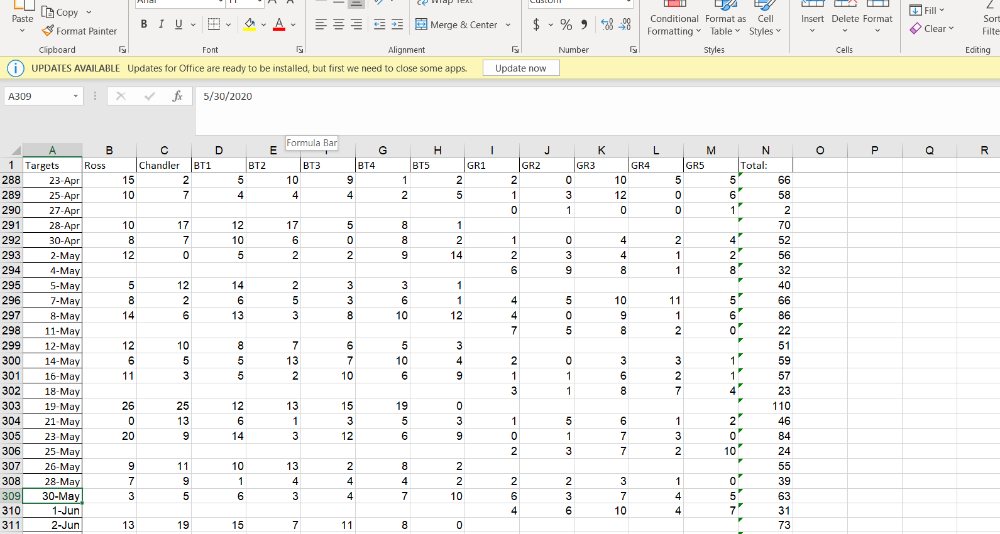 Arial 11 A A Wrap Text Custom
Paste Copy Format Painter B I U A Merge & Center $ % 9 .00 .00 Conditional Formatting Format as Table Cell Styles Insert Delete Format Fill Clear Sort
Clipboard Font Alignment Number Styles Cells Editing
UPDATES AVAILABLE Updates for Office are ready to be installed, but first we need to close some apps. Update now
A309 fx 5/30/2020
Formula Bar
A B C D E G H I J K L M N O P Q R
1 Targets Ross Chandler BT1 BT2 BT3 BT4 BT5 GR1 GR2 GR3 GR4 GR5 Total:
288 23-Apr 15 2 5 10 9 1 2 2 0 10 5 5 66
289 25-Apr 10 7 4 4 4 2 5 1 3 12 0 6 58
290 27-Apr 0 1 0 0 1 2
291 28-Apr 10 17 12 17 5 8 1 70
292 30-Apr 8 7 10 6 0 8 2 1 0 4 2 4 52
293 2-May 12 0 5 2 2 9 14 2 3 4 1 2 56
294 4-May 6 9 8 1 8 32
295 5-May 5 12 14 2 3 3 1 40
296 7-May 8 2 6 5 3 6 1 4 5 10 11 5 66
297 8-May 14 6 13 3 8 10 12 4 0 9 1 6 86
298 11-May 7 5 8 2 0 22
299 12-May 12 10 8 7 6 5 3 51
300 14-May 6 5 5 13 7 10 4 2 0 3 3 1 59
301 16-May 11 3 5 2 10 6 9 1 1 6 2 1 57
302 18-May 3 1 8 7 4 23
303 19-May 26 25 12 13 15 19 0 110
304 21-May 0 13 6 1 3 5 3 1 5 6 1 2 46
305 23-May 20 9 14 3 12 6 9 0 1 7 3 0 84
306 25-May 2 3 7 2 10 24
307 26-May 9 11 10 13 2 8 2 55
308 28-May 7 9 1 4 4 4 2 2 2 3 1 0 39
309 30-May 3 5 6 3 4 7 10 6 3 7 4 5 63
310 1-Jun 4 6 10 4 7 31
311 2-Jun 13 19 15 7 11 8 0 73